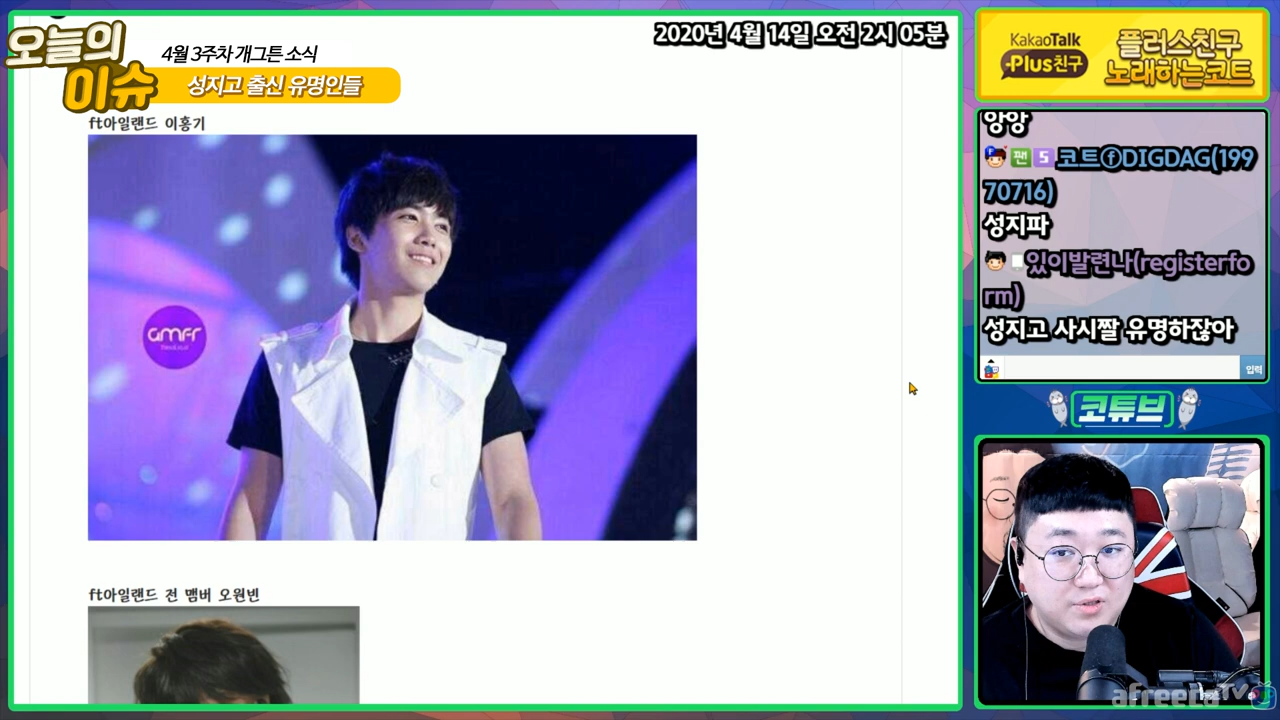 오늘의
이슈
4월 3주차 개그튼 소식
성지고 출신 유명인들
2020년 4월 14일 오전 2시 05분
ft아일랜드 이홍기
amfr
ft아일랜드 전 맴버 오원빈
KakaoTalk
Plus친구
플러스친구
노래하는코트
앙앙
팬 5 코트ⓕDIGDAG(199
70716)
성지파
있이발련나(registerfo
rm)
성지고 사시짤 유명하잖아
입력
코튜브
afreecaTV